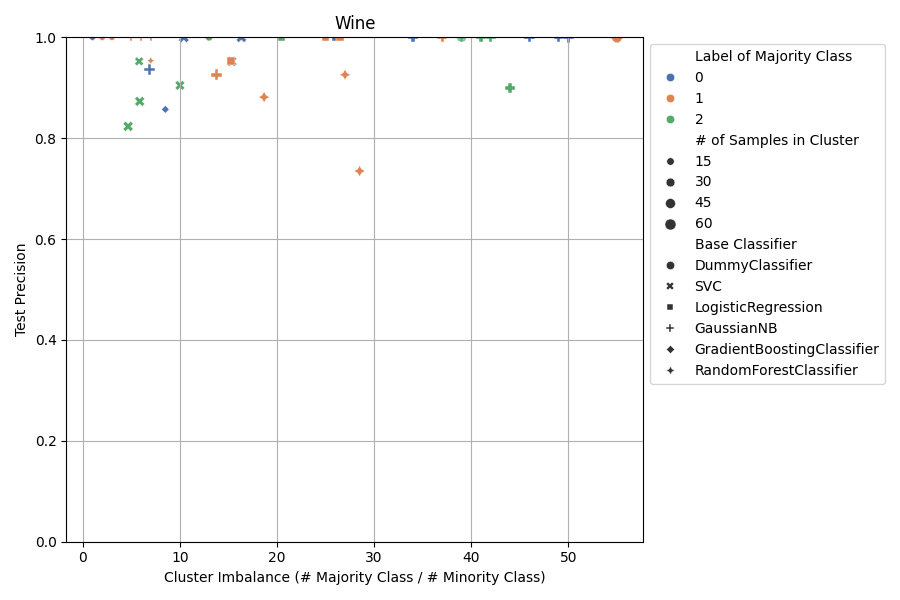 Wine
1.0
0.8
0.6
0.4
0.2
0.0
Test Precision
0 10 20 30 40 50
Cluster Imbalance (# Majority Class / # Minority Class)
Label of Majority Class
0
1
2
# of Samples in Cluster
15
30
45
60
Base Classifier
DummyClassifier
SVC
LogisticRegression
GaussianNB
GradientBoostingClassifier
RandomForestClassifier